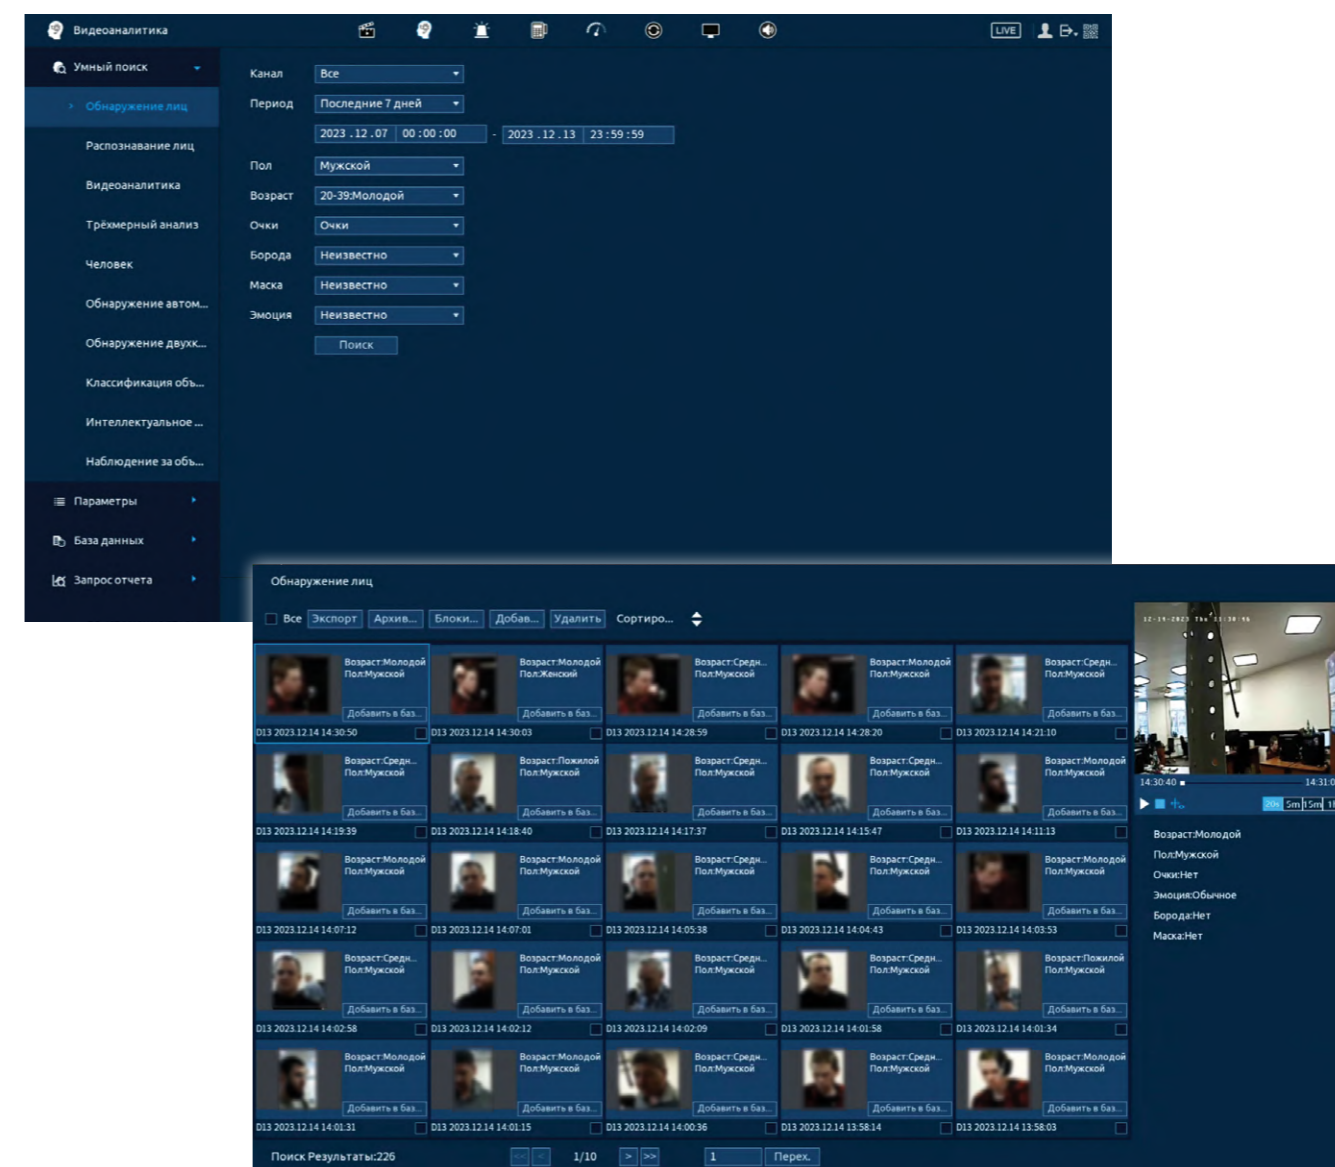 Видеоаналитика
LIVE
Умный поиск
Обнаружение лиц
Распознавание лиц
Видеоаналитика
Трёхмерный анализ
Человек
Обнаружение автом...
Обнаружение двухк...
Классификация объ...
Интеллектуальное ...
Наблюдение за объ...
Параметры
База данных
Запрос отчета
Канал Все
Период Последние 7 дней
2023 .12 .07 00 :00 :00 - 2023 .12 .13 23 :59 :59
Пол Мужской
Возраст 20-39:Молодой
Очки Очки
Борода Неизвестно
Маска Неизвестно
Эмоция Неизвестно
Поиск
Обнаружение лиц
Все Экспорт Архив... Блоки... Добав... Удалить Сортиро...
Возраст:Молодой Возраст:Молодой Возраст:Средн... Возраст:Молодой Возраст:Средн...
Пол:Мужской Пол:Женский Пол:Мужской Пол:Мужской Пол:Мужской
Добавить в баз... Добавить в баз... Добавить в баз... Добавить в баз... Добавить в баз...
D13 2023.12.14 14:30:50 D13 2023.12.14 14:30:03 D13 2023.12.14 14:28:59 D13 2023.12.14 14:28:20 D13 2023.12.14 14:21:10
Возраст:Средн... Возраст:Пожилой Возраст:Средн... Возраст:Средн... Возраст:Молодой
Пол:Мужской Пол:Мужской Пол:Мужской Пол:Мужской Пол:Мужской
Добавить в баз... Добавить в баз... Добавить в баз... Добавить в баз... Добавить в баз...
D13 2023.12.14 14:19:39 D13 2023.12.14 14:18:40 D13 2023.12.14 14:17:37 D13 2023.12.14 14:15:47 D13 2023.12.14 14:11:13
Возраст:Молодой Возраст:Молодой Возраст:Средн... Возраст:Средн... Возраст:Молодой
Пол:Мужской Пол:Мужской Пол:Мужской Пол:Мужской Пол:Мужской
Добавить в баз... Добавить в баз... Добавить в баз... Добавить в баз... Добавить в баз...
D13 2023.12.14 14:07:12 D13 2023.12.14 14:07:01 D13 2023.12.14 14:05:38 D13 2023.12.14 14:04:43 D13 2023.12.14 14:03:53
Возраст:Средн... Возраст:Молодой Возраст:Средн... Возраст:Средн... Возраст:Пожилой
Пол:Мужской Пол:Мужской Пол:Мужской Пол:Мужской Пол:Мужской
Добавить в баз... Добавить в баз... Добавить в баз... Добавить в баз... Добавить в баз...
D13 2023.12.14 14:02:58 D13 2023.12.14 14:02:12 D13 2023.12.14 14:02:09 D13 2023.12.14 14:01:58 D13 2023.12.14 14:01:34
Возраст:Молодой Возраст:Молодой Возраст:Средн... Возраст:Средн... Возраст:Молодой
Пол:Мужской Пол:Мужской Пол:Мужской Пол:Мужской Пол:Мужской
Добавить в баз... Добавить в баз... Добавить в баз... Добавить в баз... Добавить в баз...
D13 2023.12.14 14:01:31 D13 2023.12.14 14:01:15 D13 2023.12.14 14:00:36 D13 2023.12.14 13:58:14 D13 2023.12.14 13:58:03
Поиск Результаты:226 << < 1/10 > >> 1 Перех.
14:30:40 14:31:0
20s 5m 15m 1
Возраст:Молодой
Пол:Мужской
Очки:Нет
Эмоция:Обычное
Борода:Нет
Маска:Нет